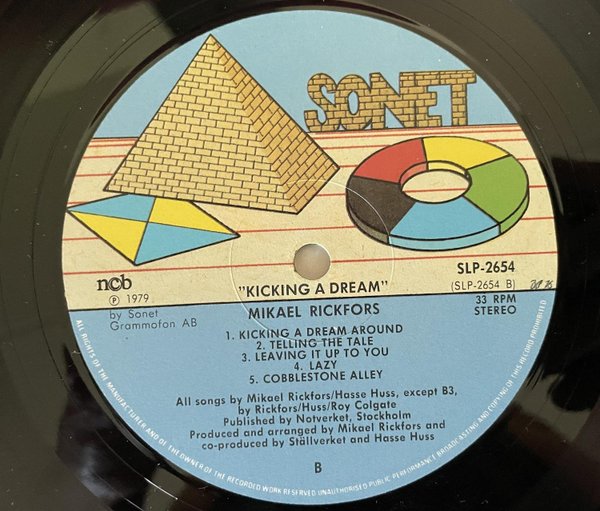 SONET
ncb
℗ 1979
by Sonet
Grammofon AB
"KICKING A DREAM"
SLP-2654
(SLP-2654 B)
33 RPM
STEREO
MIKAEL RICKFORS
1. KICKING A DREAM AROUND
2. TELLING THE TALE
3. LEAVING IT UP TO YOU
4. LAZY
5. COBBLESTONE ALLEY
All songs by Mikael Rickfors/Hasse Huss, except B3,
by Rickfors/Huss/Roy Colgate
Published by Notverket, Stockholm
Produced and arranged by Mikael Rickfors and
co-produced by Ställverket and Hasse Huss
B
ALL RIGHTS OF THE MANUFACTURER AND OF THE OWNER OF THE RECORDED WORK RESERVED UNAUTHORISED PUBLIC PERFORMANCE BROADCASTING AND COPYING OF THIS RECORD PROHIBITED